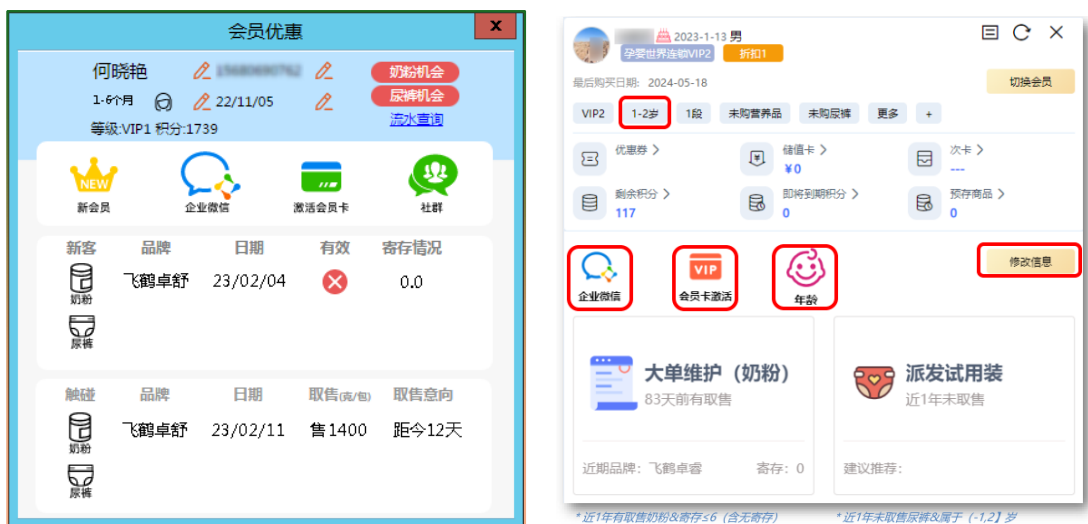 会员优惠
X
何晓艳
奶粉机会
1-6个月
22/11/05
尿裤机会
等级:VIP1 积分:1739
流水查询
NEW
新会员
企业微信
激活会员卡
社群
新客 品牌 日期 有效 寄存情况
奶粉
飞鹤卓舒 23/02/04 0.0
尿裤
触碰 品牌 日期 取售(克/包) 取售意向
奶粉
飞鹤卓舒 23/02/11 售1400 距今12天
尿裤
2023-1-13 男
孕婴世界连锁VIP2 折扣1
最后购买日期: 2024-05-18
切换会员
VIP2 1-2岁 1段 未购营养品 未购尿裤 更多 +
优惠券 >
储值卡 >
¥0
次卡 >
---
剩余积分 >
117
即将到期积分 >
0
预存商品 >
0
修改信息
企业微信
VIP
会员卡激活
年龄
大单维护（奶粉）
83天前有取售
近期品牌: 飞鹤卓睿 寄存: 0
派发试用装
近1年未取售
建议推荐:
* 近1年有取售奶粉&寄存≤6（含无寄存）
* 近1年未取售尿裤&属于（-1,2】岁